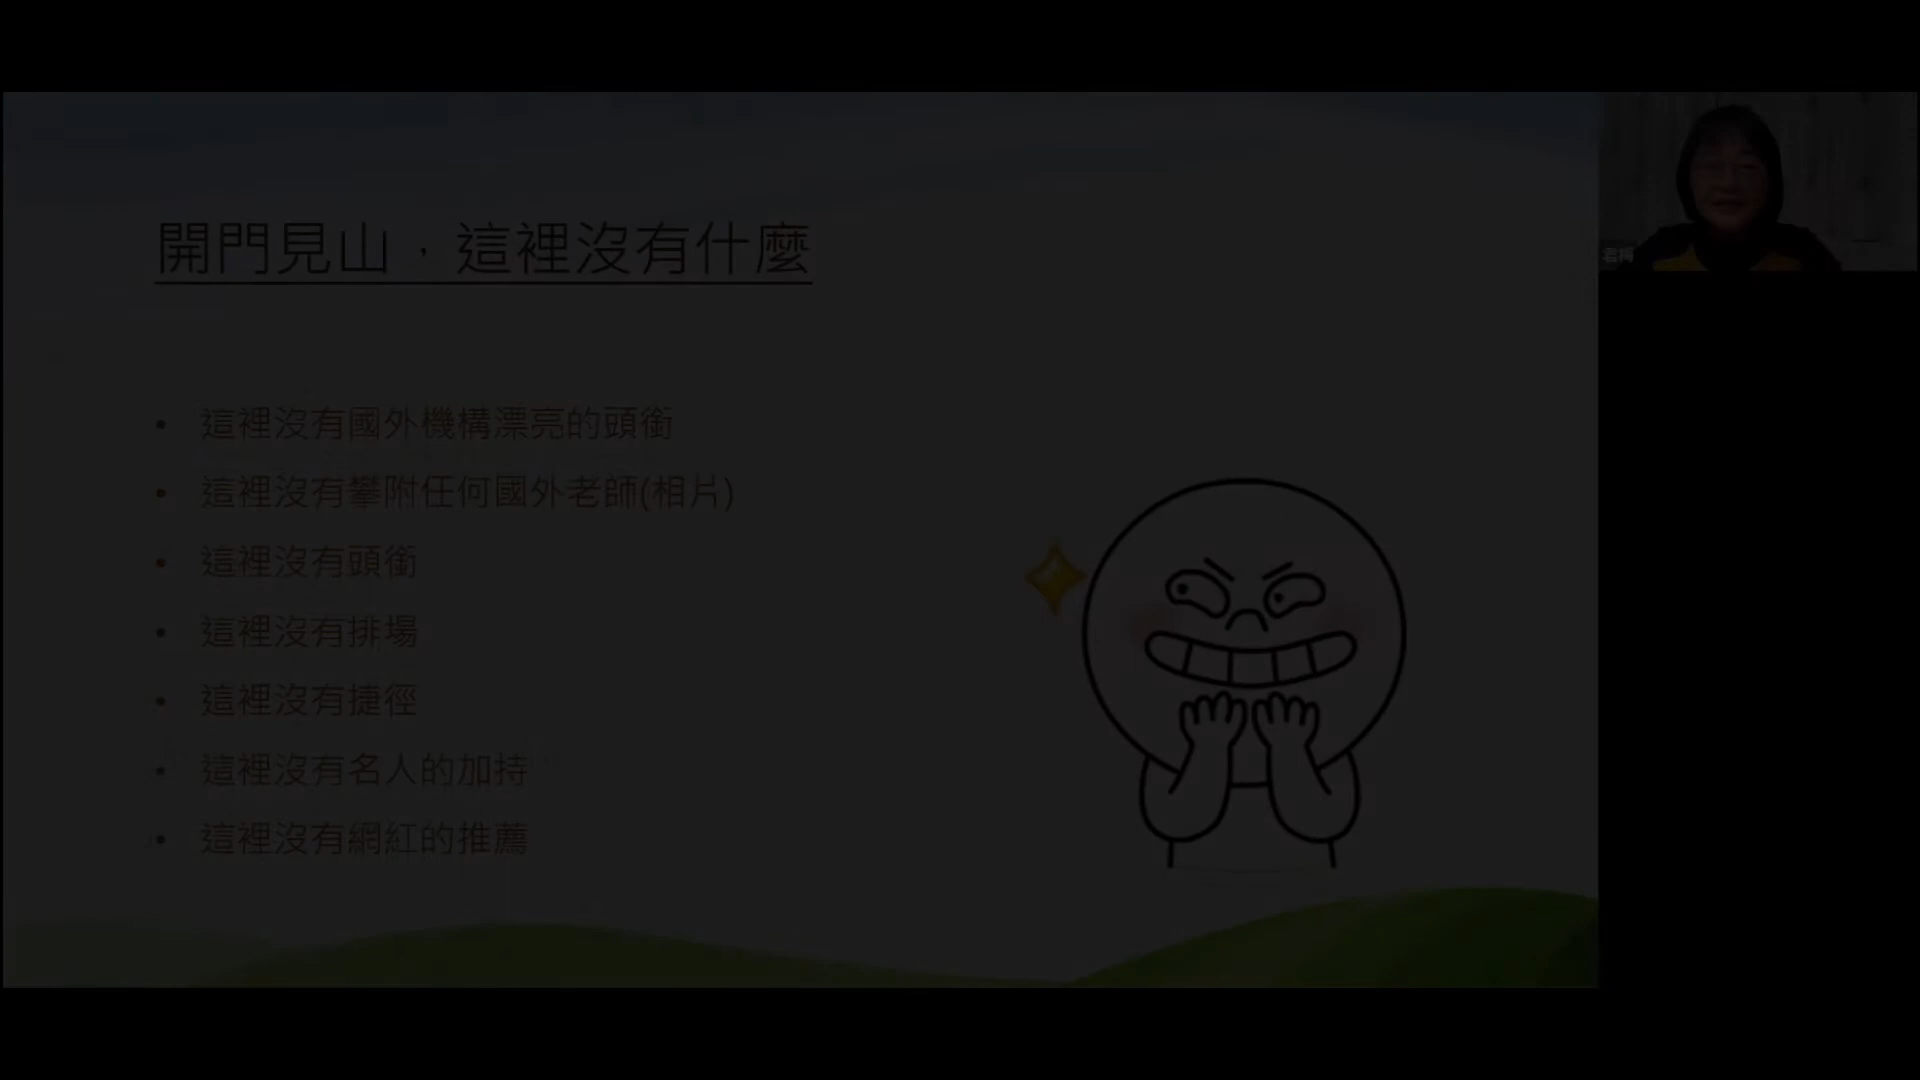 開門見山，這裡沒有什麼
• 這裡沒有國外機構漂亮的頭銜
• 這裡沒有攀附任何國外老師(相片)
• 這裡沒有頭銜
• 這裡沒有排場
• 這裡沒有捷徑
• 這裡沒有名人的加持
• 這裡沒有網紅的推薦